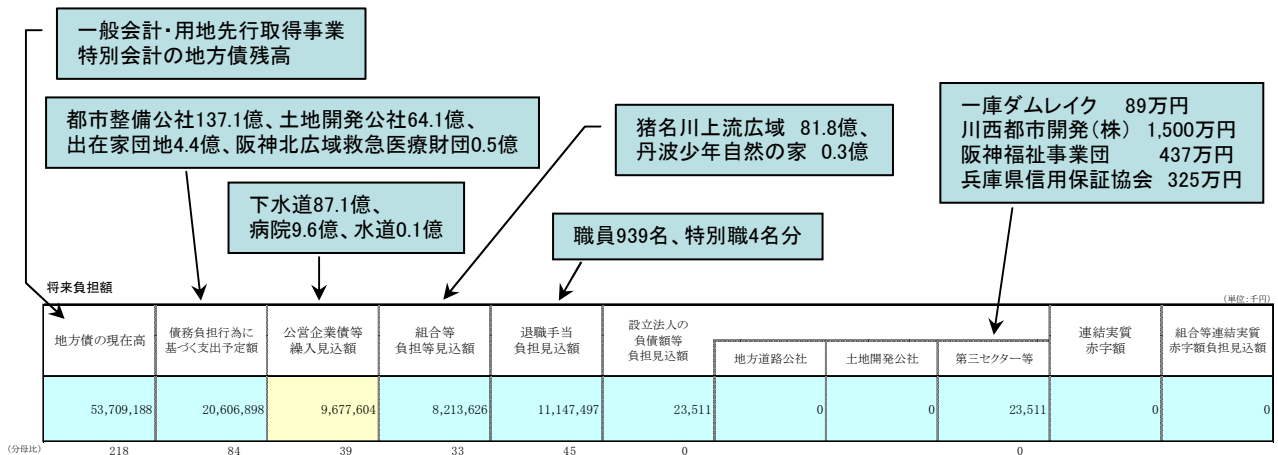 一般会計・用地先行取得事業
特別会計の地方債残高
都市整備公社137.1億、土地開発公社64.1億、
出在家団地4.4億、阪神北広域救急医療財団0.5億
下水道87.1億、
病院9.6億、水道0.1億
猪名川上流広域 81.8億、
丹波少年自然の家 0.3億
職員939名、特別職4名分
一庫ダムレイク 89万円
川西都市開発(株) 1,500万円
阪神福祉事業団 437万円
兵庫県信用保証協会 325万円
将来負担額
(単位:千円)
地方債の現在高
債務負担行為に
基づく支出予定額
公営企業債等
繰入見込額
組合等
負担等見込額
退職手当
負担見込額
設立法人の
負債額等
負担見込額
地方道路公社
土地開発公社
第三セクター等
連結実質
赤字額
組合等連結実質
赤字額負担見込額
53,709,188 20,606,898 9,677,604 8,213,626 11,147,497 23,511 0 0 23,511 0 0
(分母比) 218 84 39 33 45 0 0